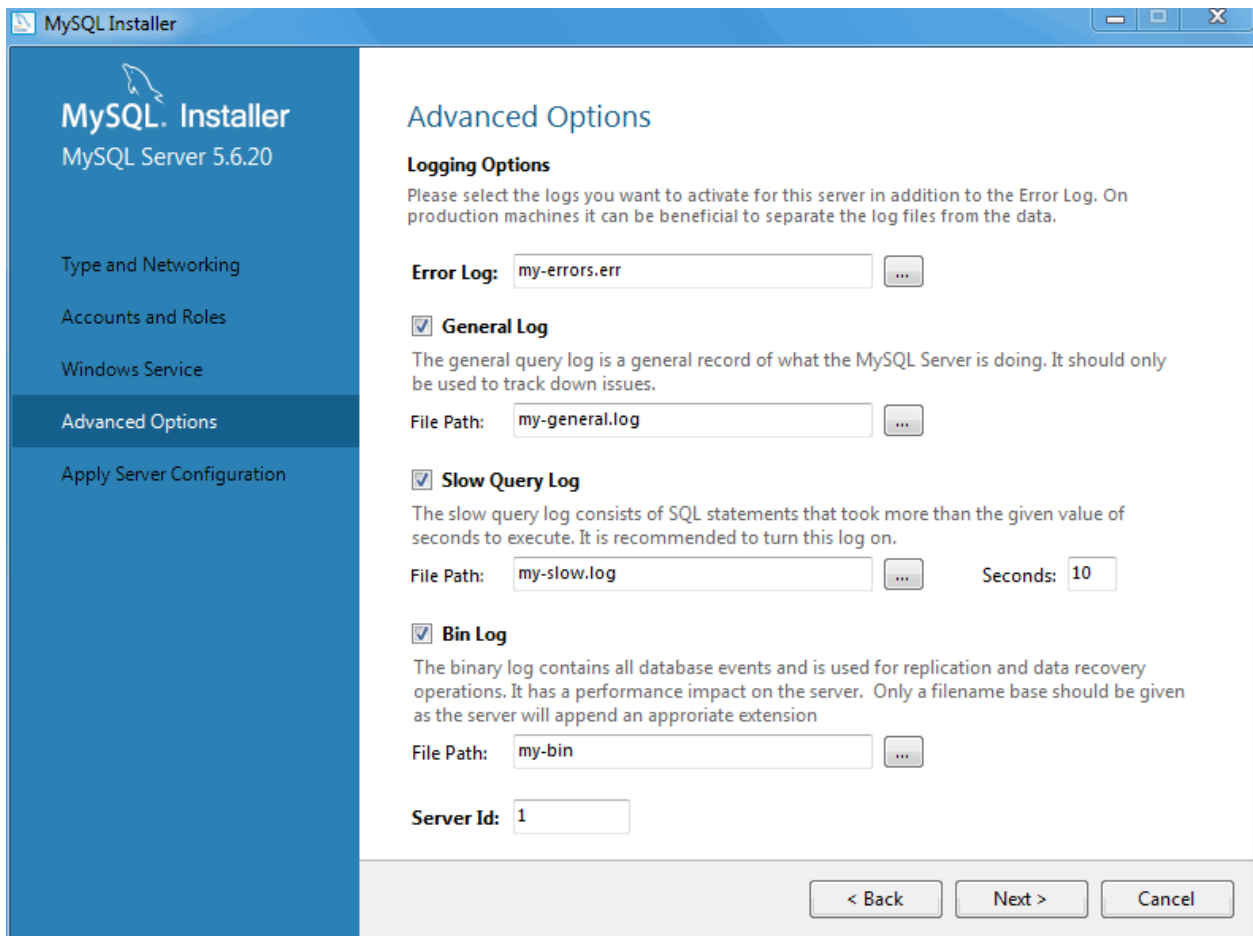 MySQL Installer
MySQL. Installer
MySQL Server 5.6.20
Type and Networking
Accounts and Roles
Windows Service
Advanced Options
Apply Server Configuration
Advanced Options
Logging Options
Please select the logs you want to activate for this server in addition to the Error Log. On
production machines it can be beneficial to separate the log files from the data.
Error Log: my-errors.err ...
General Log
The general query log is a general record of what the MySQL Server is doing. It should only
be used to track down issues.
File Path: my-general.log ...
Slow Query Log
The slow query log consists of SQL statements that took more than the given value of
seconds to execute. It is recommended to turn this log on.
File Path: my-slow.log ... Seconds: 10
Bin Log
The binary log contains all database events and is used for replication and data recovery
operations. It has a performance impact on the server.  Only a filename base should be given
as the server will append an approriate extension
File Path: my-bin ...
Server Id: 1
< Back Next > Cancel